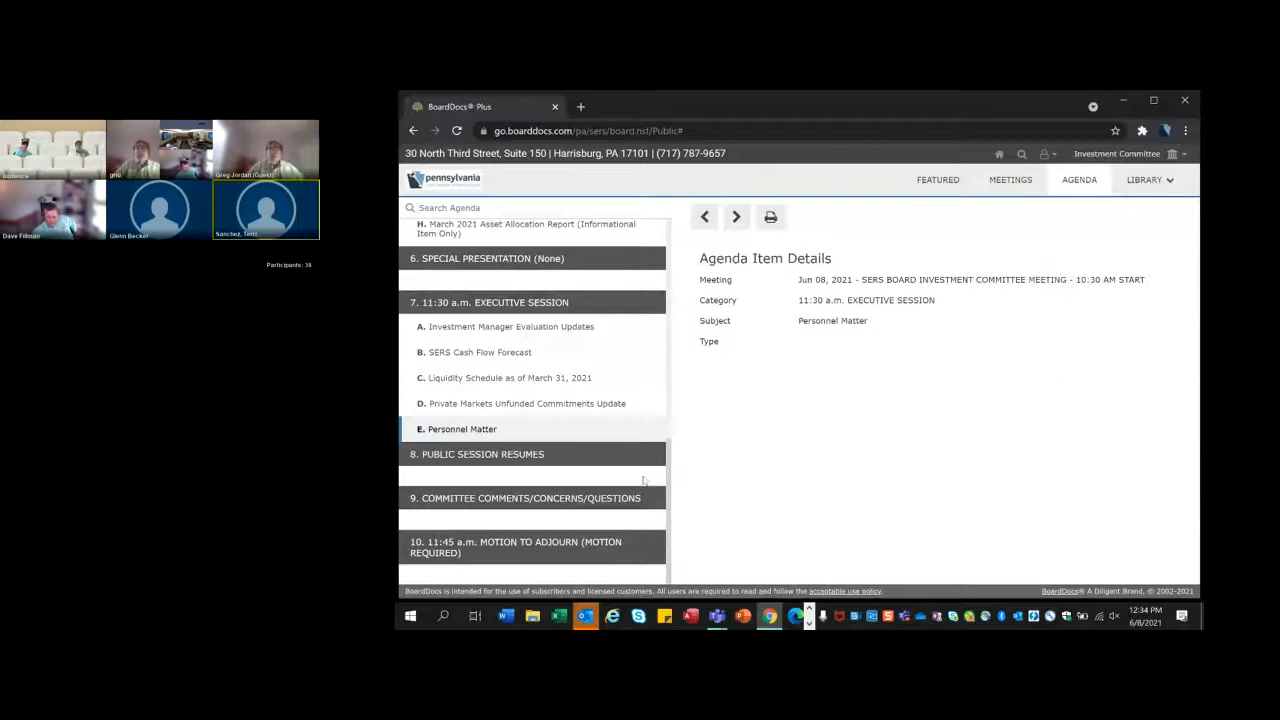 Audience
grid
Greg Jordan (Guest)
Dave Fillman
Glenn Becker
Sanchez, Terri
Participants: 38
BoardDocs® Plus
go.boarddocs.com/pa/sers/board.nsf/Public#
30 North Third Street, Suite 150 | Harrisburg, PA 17101 | (717) 787-9657
Investment Committee
pennsylvania
FEATURED
MEETINGS
AGENDA
LIBRARY
Search Agenda
H. March 2021 Asset Allocation Report (Informational
Item Only)
6. SPECIAL PRESENTATION (None)
7. 11:30 a.m. EXECUTIVE SESSION
A. Investment Manager Evaluation Updates
B. SERS Cash Flow Forecast
C. Liquidity Schedule as of March 31, 2021
D. Private Markets Unfunded Commitments Update
E. Personnel Matter
8. PUBLIC SESSION RESUMES
9. COMMITTEE COMMENTS/CONCERNS/QUESTIONS
10. 11:45 a.m. MOTION TO ADJOURN (MOTION
REQUIRED)
Agenda Item Details
Meeting Jun 08, 2021 - SERS BOARD INVESTMENT COMMITTEE MEETING - 10:30 AM START
Category 11:30 a.m. EXECUTIVE SESSION
Subject Personnel Matter
Type
BoardDocs is intended for the use of subscribers and licensed customers. All users are required to read and follow the acceptable use policy.
BoardDocs® A Diligent Brand, © 2002-2021
12:34 PM
6/8/2021